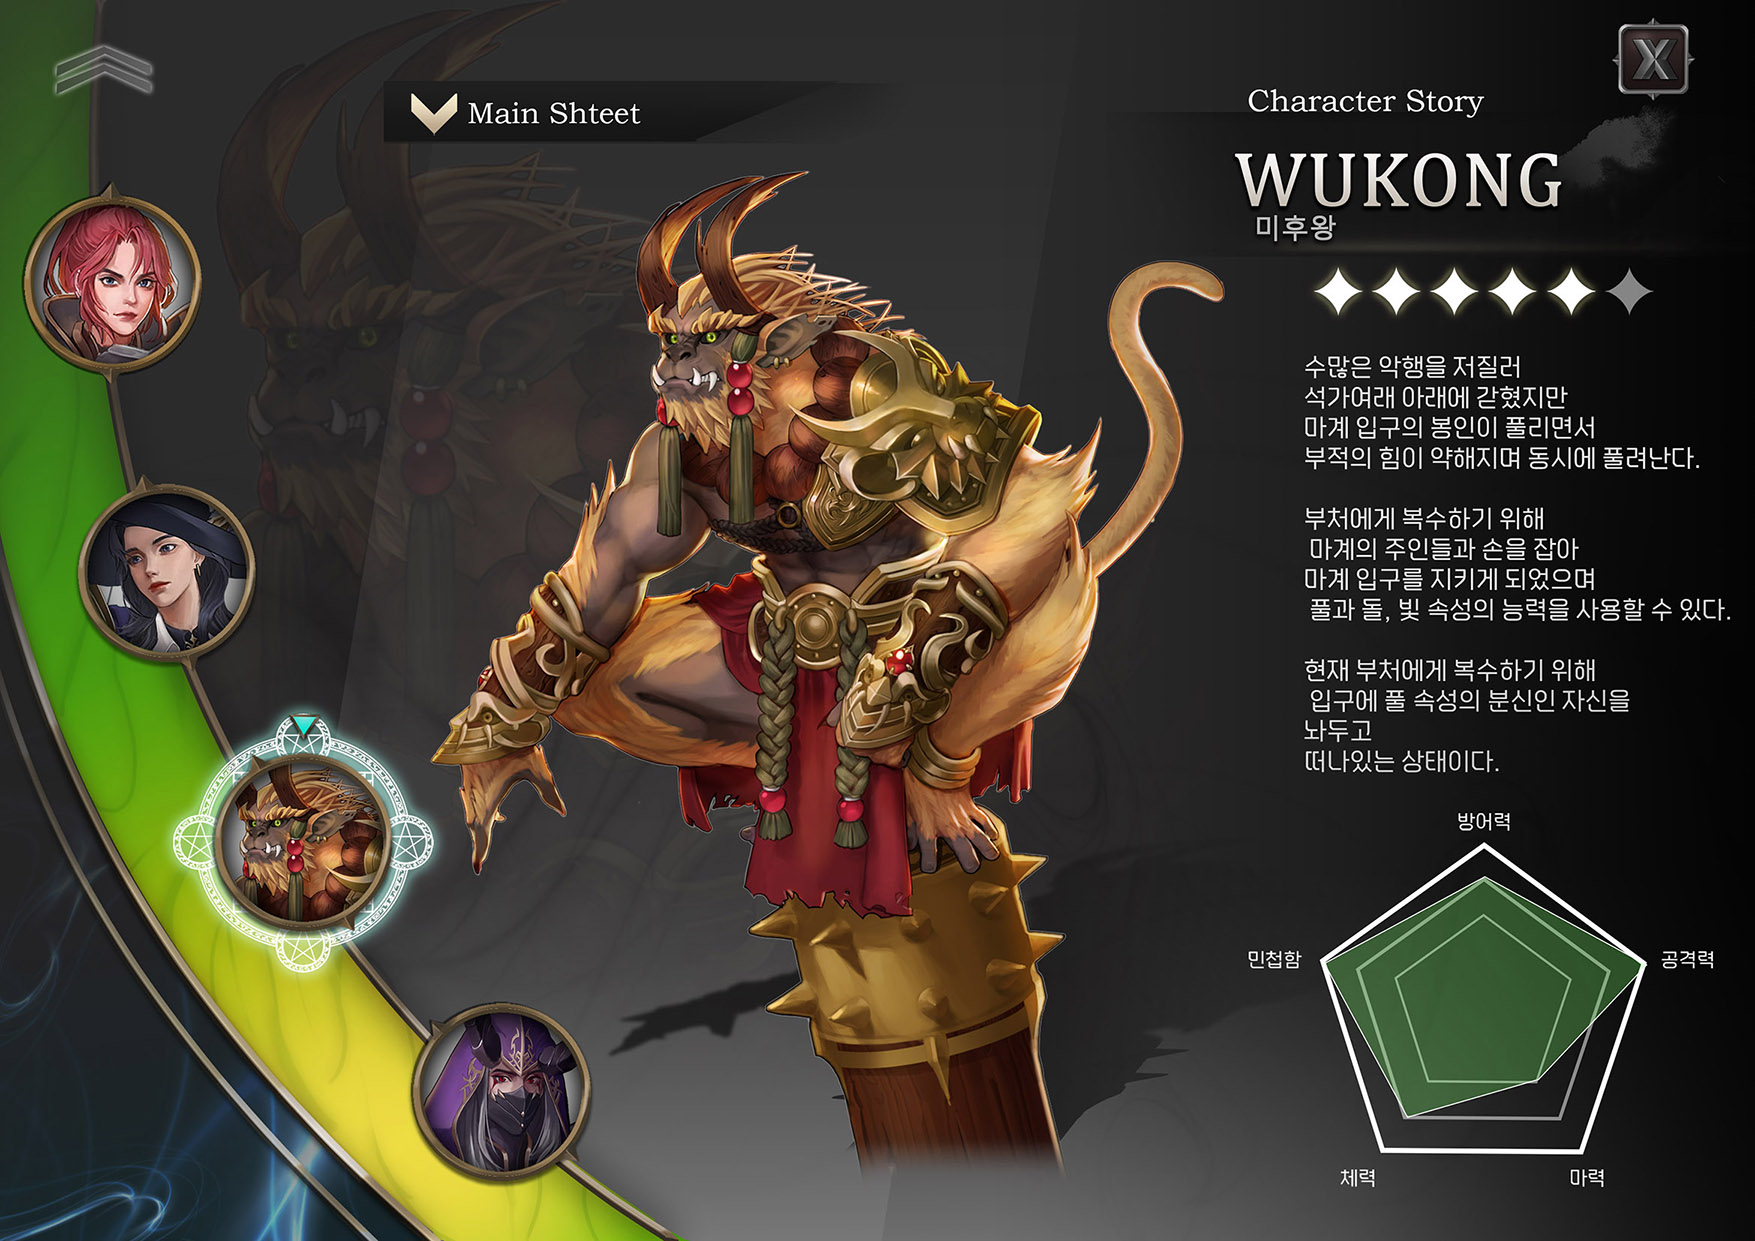 Main Shteet
Character Story
WUKONG
미후왕
수많은 악행을 저질러
석가여래 아래에 갇혔지만
마계 입구의 봉인이 풀리면서
부적의 힘이 약해지며 동시에 풀려난다.
부처에게 복수하기 위해
마계의 주인들과 손을 잡아
마계 입구를 지키게 되었으며
풀과 돌, 빛 속성의 능력을 사용할 수 있다.
현재 부처에게 복수하기 위해
입구에 풀 속성의 분신인 자신을
놔두고
떠나있는 상태이다.
방어력
민첩함
공격력
체력
마력